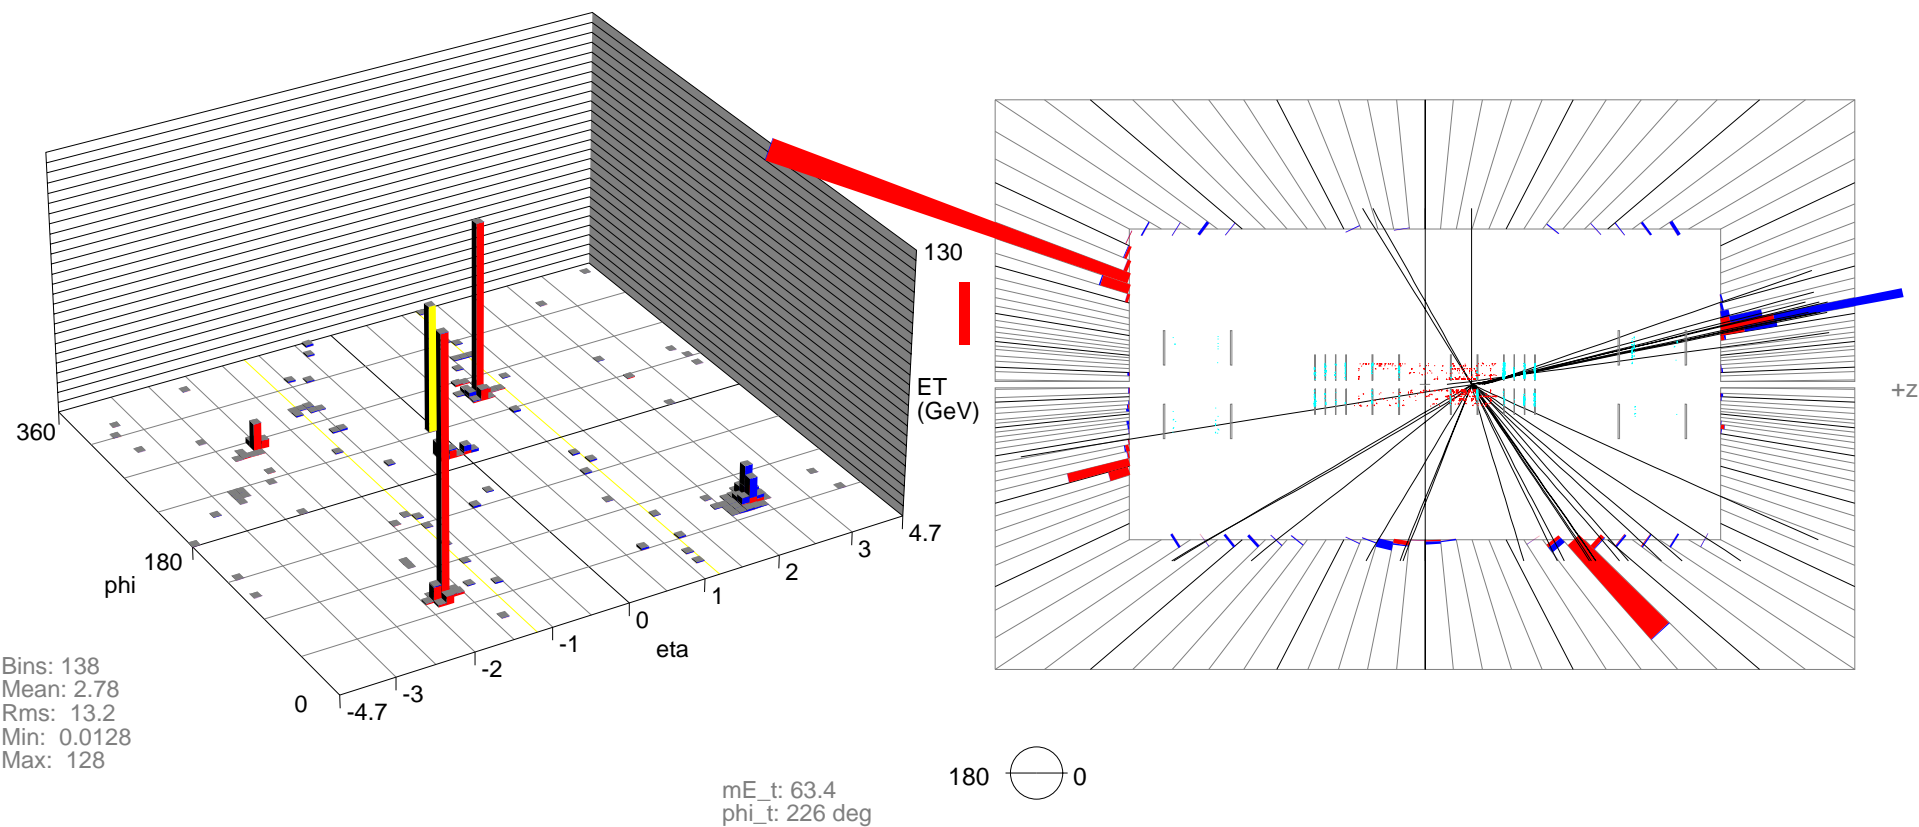 130
ET
(GeV)
+z
360
180
phi
0
-4.7
-3
-2
-1
0
1
2
3
4.7
eta
Bins: 138
Mean: 2.78
Rms: 13.2
Min: 0.0128
Max: 128
mE_t: 63.4
phi_t: 226 deg
180
0